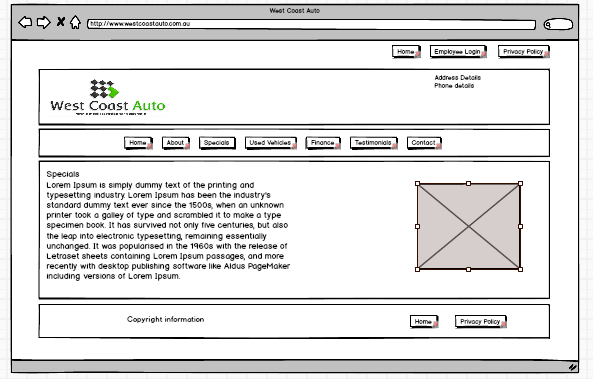 West Coast Auto
http://www.westcoastauto.com.au
Home Employee Login Privacy Policy
Address Details
Phone details
West Coast Auto
Home About Specials Used Vehicles Finance Testimonials Contact
Specials
Lorem Ipsum is simply dummy text of the printing and
typesetting industry. Lorem Ipsum has been the industry's
standard dummy text ever since the 1500s, when an unknown
printer took a galley of type and scrambled it to make a type
specimen book. It has survived not only five centuries, but also
the leap into electronic typesetting, remaining essentially
unchanged. It was popularised in the 1960s with the release of
Letraset sheets containing Lorem Ipsum passages, and more
recently with desktop publishing software like Aldus PageMaker
including versions of Lorem Ipsum.
Copyright information
Home Privacy Policy